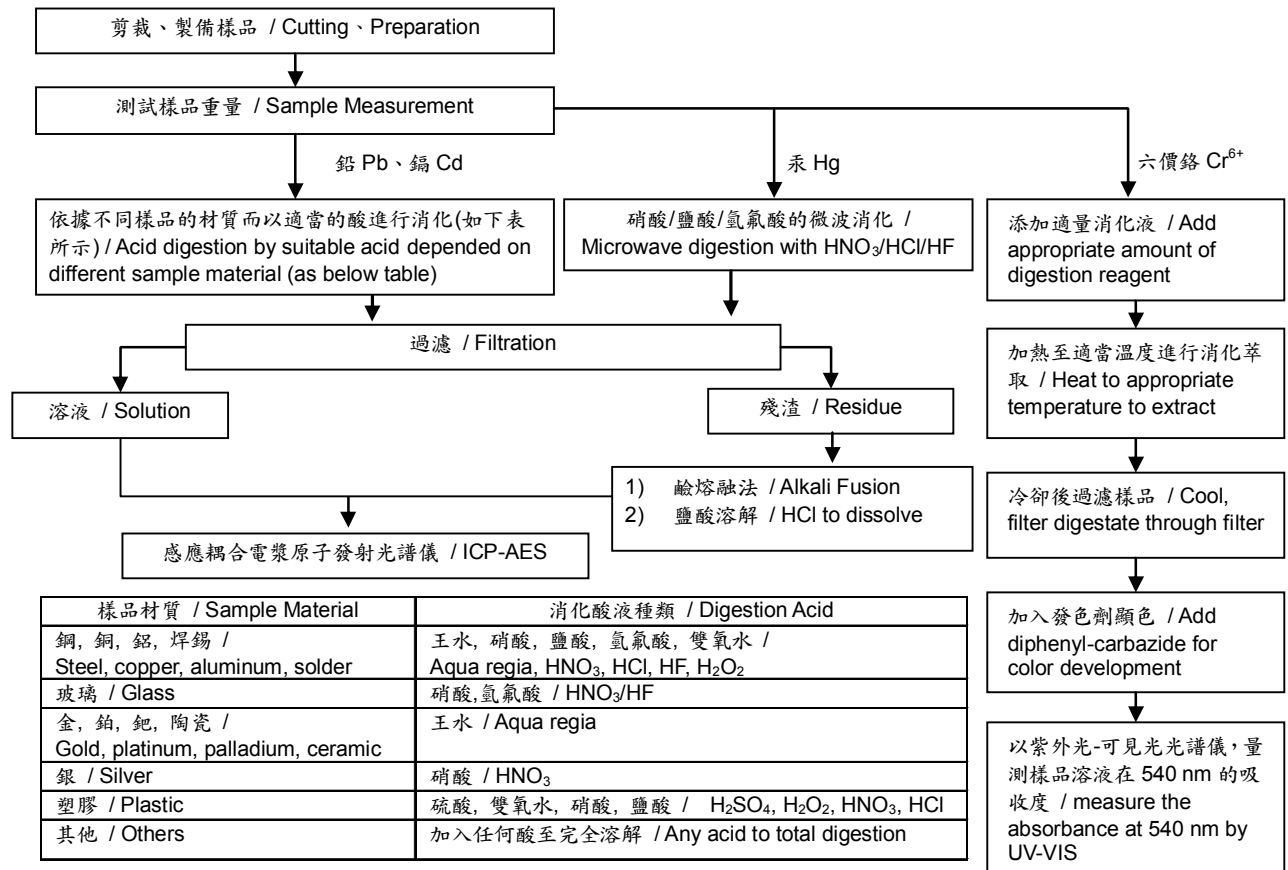 剪裁、製備樣品 / Cutting、Preparation
測試樣品重量 / Sample Measurement
鉛 Pb、鎘 Cd
汞 Hg
六價鉻 Cr⁶⁺
依據不同樣品的材質而以適當的酸進行消化(如下表
所示) / Acid digestion by suitable acid depended on
different sample material (as below table)
硝酸/鹽酸/氫氟酸的微波消化 /
Microwave digestion with HNO₃/HCl/HF
添加適量消化液 / Add
appropriate amount of
digestion reagent
過濾 / Filtration
加熱至適當溫度進行消化萃
取 / Heat to appropriate
temperature to extract
溶液 / Solution
殘渣 / Residue
1) 鹼熔融法 / Alkali Fusion
2) 鹽酸溶解 / HCl to dissolve
冷卻後過濾樣品 / Cool,
filter digestate through filter
感應耦合電漿原子發射光譜儀 / ICP-AES
加入發色劑顯色 / Add
diphenyl-carbazide for
color development
以紫外光-可見光光譜儀，量
測樣品溶液在 540 nm 的吸
收度 / measure the
absorbance at 540 nm by
UV-VIS
樣品材質 / Sample Material 消化酸液種類 / Digestion Acid
鋼, 銅, 鋁, 焊錫 / 王水, 硝酸, 鹽酸, 氫氟酸, 雙氧水 /
Steel, copper, aluminum, solder Aqua regia, HNO₃, HCl, HF, H₂O₂
玻璃 / Glass 硝酸,氫氟酸 / HNO₃/HF
金, 鉑, 鈀, 陶瓷 / 王水 / Aqua regia
Gold, platinum, palladium, ceramic
銀 / Silver 硝酸 / HNO₃
塑膠 / Plastic 硫酸, 雙氧水, 硝酸, 鹽酸 / H₂SO₄, H₂O₂, HNO₃, HCl
其他 / Others 加入任何酸至完全溶解 / Any acid to total digestion